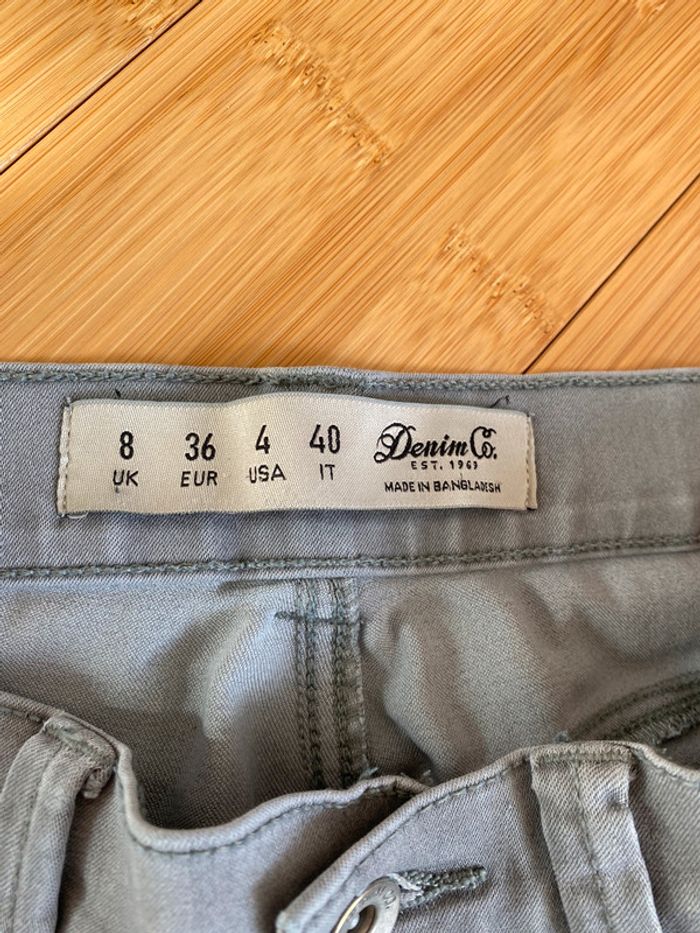 8 36 4 40
UK EUR USA IT
Denim Co.
EST. 1969
MADE IN BANGLADESH